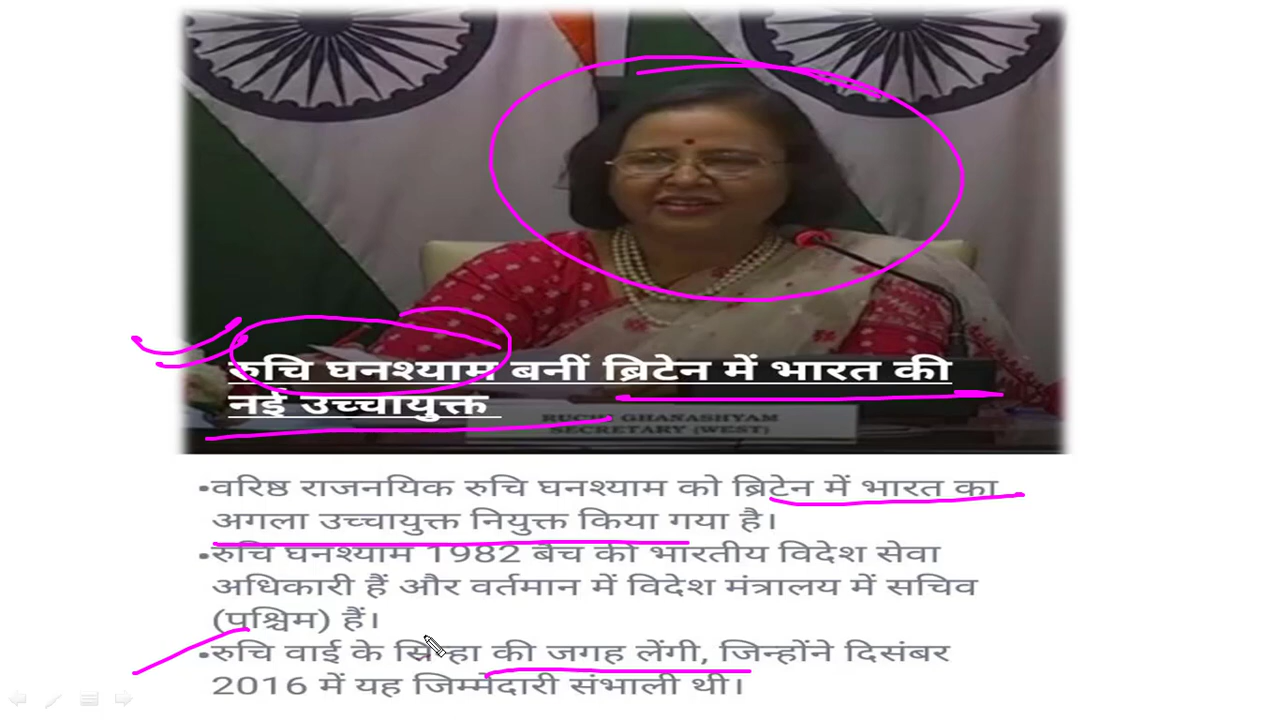 रुचि घनश्याम बनीं ब्रिटेन में भारत की
नई उच्चायुक्त
RUCHI GHANASHYAM
SECRETARY (WEST)
•वरिष्ठ राजनयिक रुचि घनश्याम को ब्रिटेन में भारत का
अगला उच्चायुक्त नियुक्त किया गया है।
•रुचि घनश्याम 1982 बैच की भारतीय विदेश सेवा
अधिकारी हैं और वर्तमान में विदेश मंत्रालय में सचिव
(पश्चिम) हैं।
•रुचि वाई के सिन्हा की जगह लेंगी, जिन्होंने दिसंबर
2016 में यह जिम्मेदारी संभाली थी।